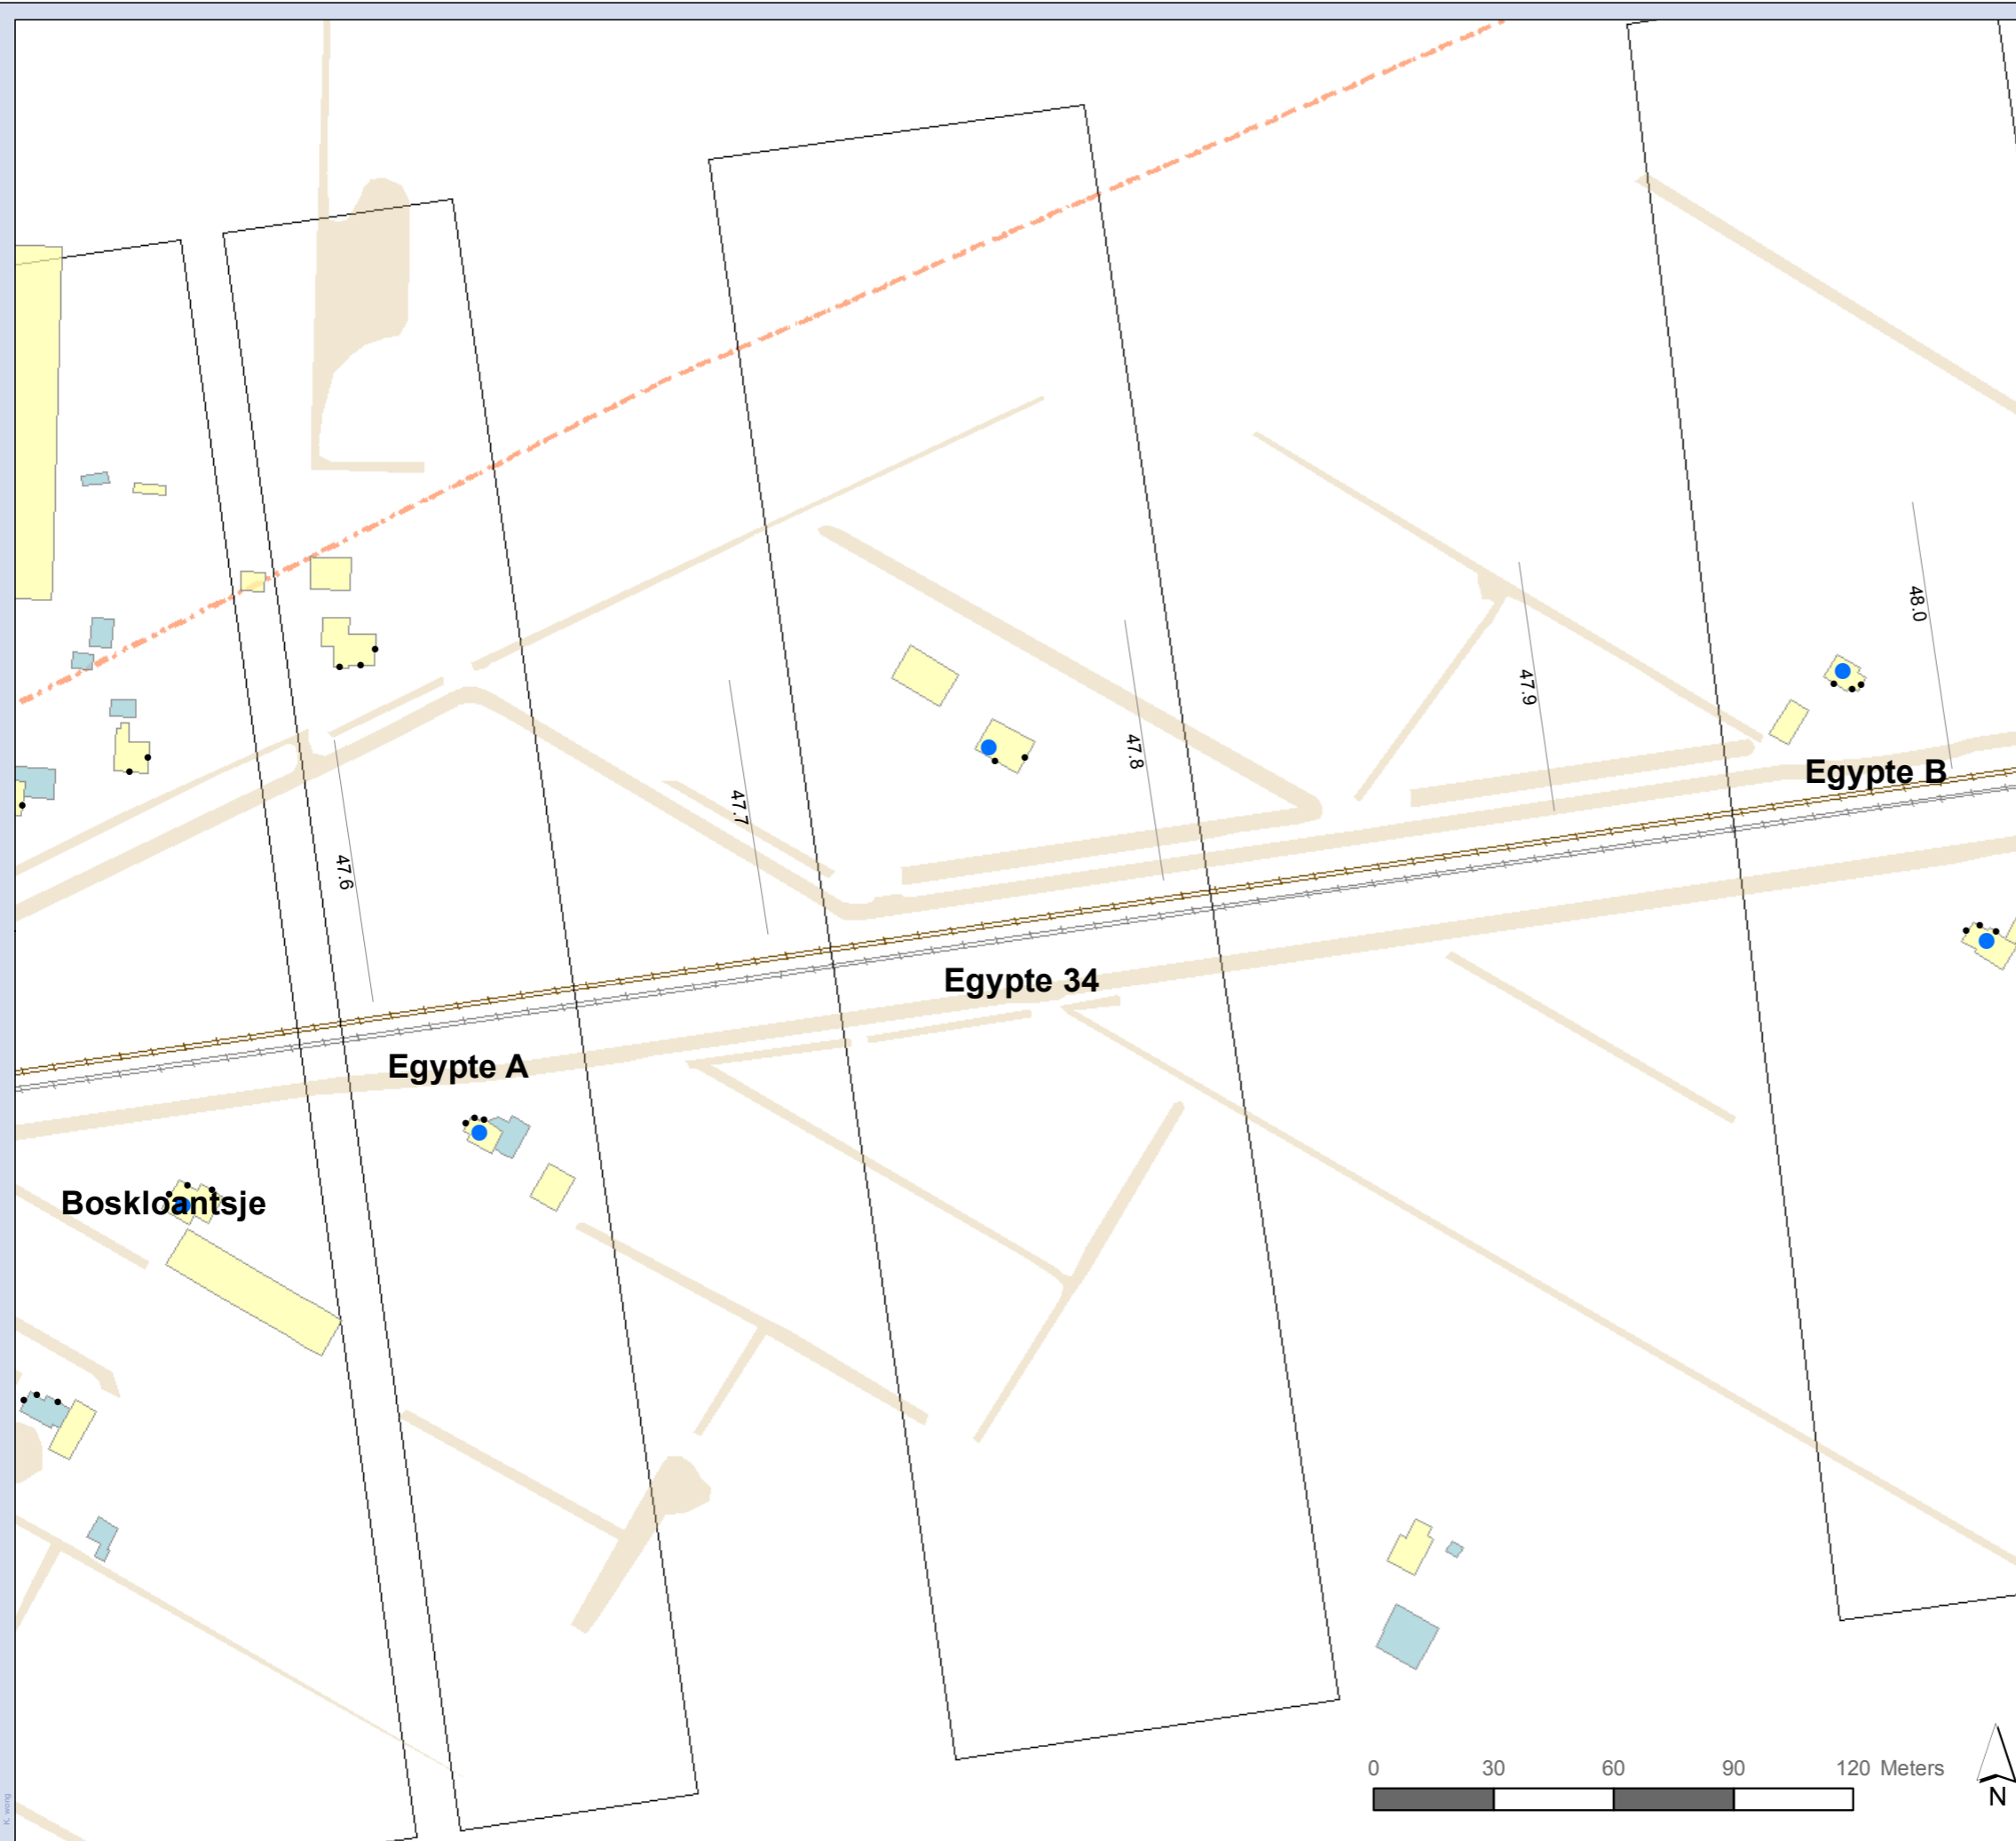 48.0
47.9
47.8
Egypte B
47.7
47.6
Egypte 34
Egypte A
Boskloantsje
0 30 60 90 120 Meters
N
K. wong